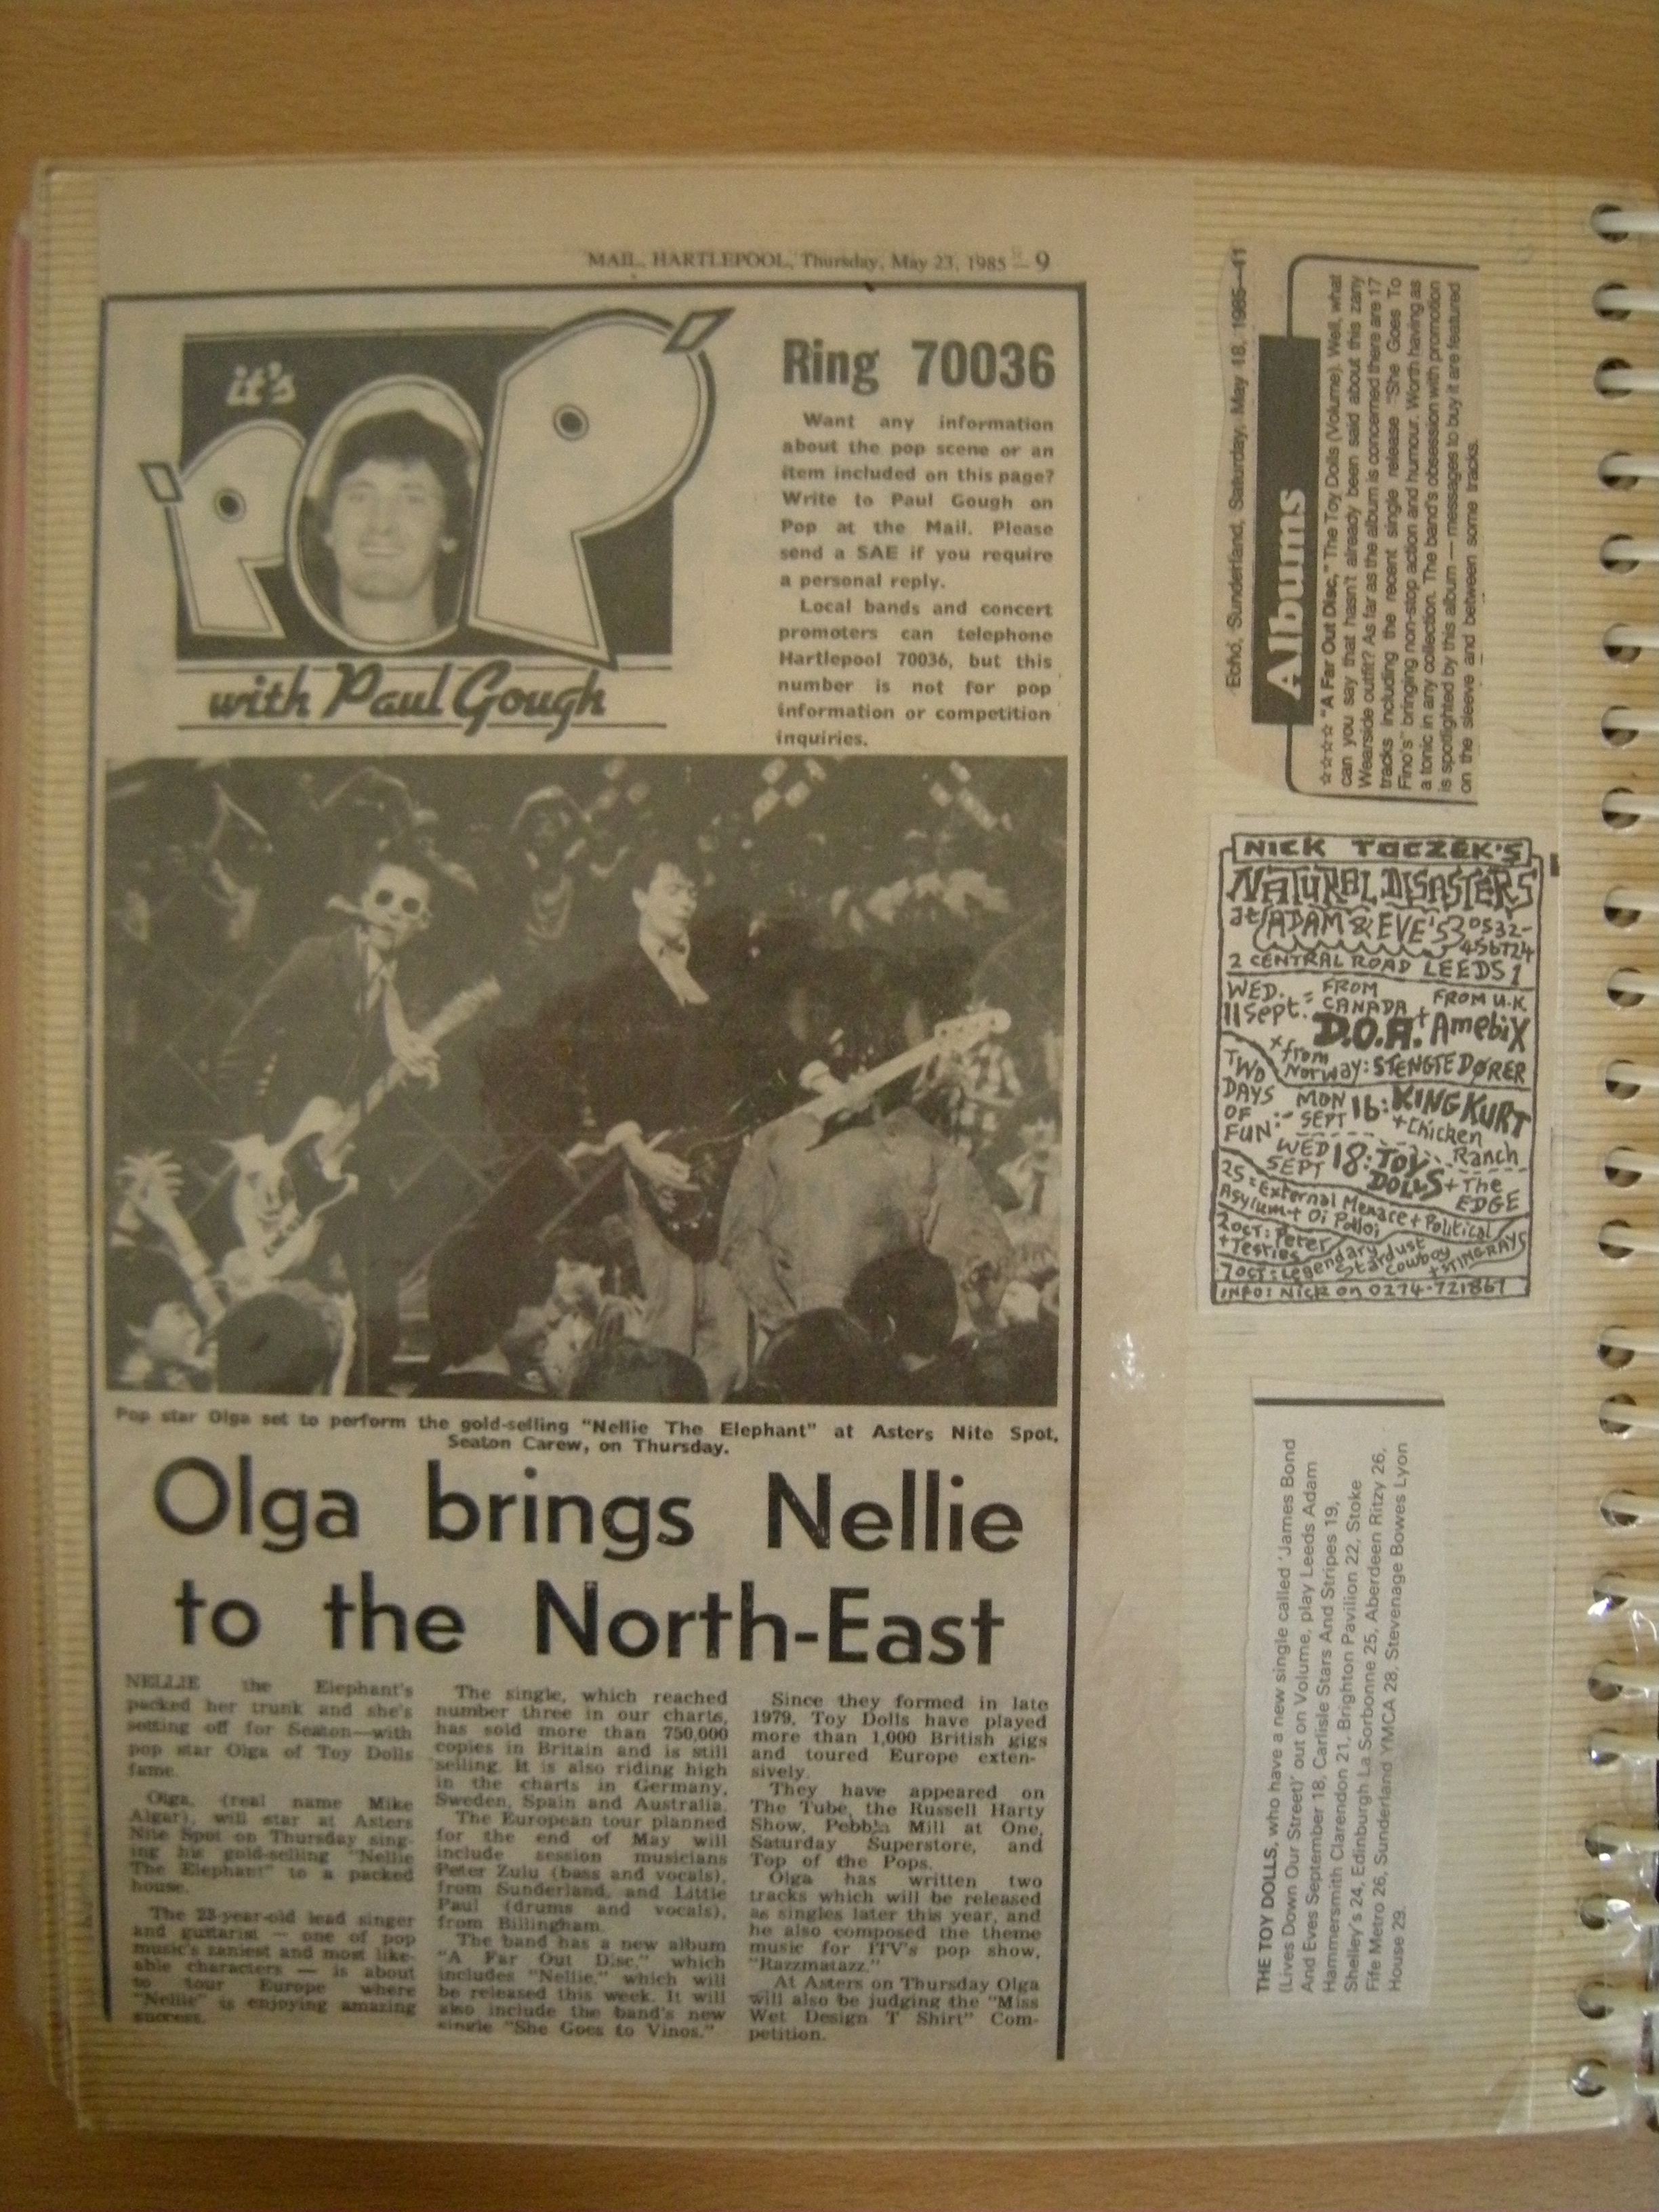 MAIL, HARTLEPOOL, Thursday, May 23, 1985 — 9
it's
POP
with Paul Gough
Ring 70036
Want any information
about the pop scene or an
item included on this page?
Write to Paul Gough on
Pop at the Mail. Please
send a SAE if you require
a personal reply.
Local bands and concert
promoters can telephone
Hartlepool 70036, but this
number is not for pop
information or competition
inquiries.
Pop star Olga set to perform the gold-selling "Nellie The Elephant" at Asters Nite Spot,
Seaton Carew, on Thursday.
Olga brings Nellie
to the North-East
NELLIE the Elephant's
packed her trunk and she's
setting off for Seaton—with
pop star Olga of Toy Dolls
fame.
Olga, (real name Mike
Algar), will star at Asters
Nite Spot on Thursday sing-
ing his gold-selling "Nellie
The Elephant" to a packed
house.
The 23-year-old lead singer
and guitarist — one of pop
music's zaniest and most like-
able characters — is about
to tour Europe where
"Nellie" is enjoying amazing
success.
The single, which reached
number three in our charts,
has sold more than 750,000
copies in Britain and is still
selling. It is also riding high
in the charts in Germany,
Sweden, Spain and Australia.
The European tour planned
for the end of May will
include session musicians
Peter Zulu (bass and vocals),
from Sunderland, and Little
Paul (drums and vocals),
from Billingham.
The band has a new album
"A Far Out Disc," which
includes "Nellie," which will
be released this week. It will
also include the band's new
single "She Goes to Vinos."
Since they formed in late
1979, Toy Dolls have played
more than 1,000 British gigs
and toured Europe exten-
sively.
They have appeared on
The Tube, the Russell Harty
Show, Pebble Mill at One,
Saturday Superstore, and
Top of the Pops.
Olga has written two
tracks which will be released
as singles later this year, and
he also composed the theme
music for ITV's pop show,
"Razzmatazz."
At Asters on Thursday Olga
will also be judging the "Miss
Wet Design T Shirt" Com-
petition.
Echo, Sunderland, Saturday, May 18, 1985—11
Albums
☆☆☆☆ "A Far Out Disc," The Toy Dolls (Volume). Well, what
can you say that hasn't already been said about this zany
Wearside outfit? As far as the album is concerned there are 17
tracks including the recent single release "She Goes To
Fino's" bringing non-stop action and humour. Worth having as
a tonic in any collection. The band's obsession with promotion
is spotlighted by this album — messages to buy it are featured
on the sleeve and between some tracks.
NICK TOCZEK'S
NATURAL DISASTERS
at ADAM & EVE'S 0532-
456724
2 CENTRAL ROAD LEEDS 1
WED. 11 Sept. = FROM CANADA D.O.A. + FROM U.K. AmebiX
+ from Norway: STENGTE DØRER
TWO DAYS OF FUN:- MON SEPT 16: KING KURT + Chicken Ranch
WED SEPT 18: TOY DOLLS + The EDGE
25 = External Menace + Political
Asylum + Oi Polloi
2 OCT: Peter
+ Testies
7 OCT: Legendary Stardust Cowboy + STINGRAYS
INFO: NICK on 0274-721867
THE TOY DOLLS, who have a new single called 'James Bond
(Lives Down Our Street)' out on Volume, play Leeds Adam
And Eves September 18, Carlisle Stars And Stripes 19,
Hammersmith Clarendon 21, Brighton Pavilion 22, Stoke
Shelley's 24, Edinburgh La Sorbonne 25, Aberdeen Ritzy 26,
Fife Metro 26, Sunderland YMCA 28, Stevenage Bowes Lyon
House 29.